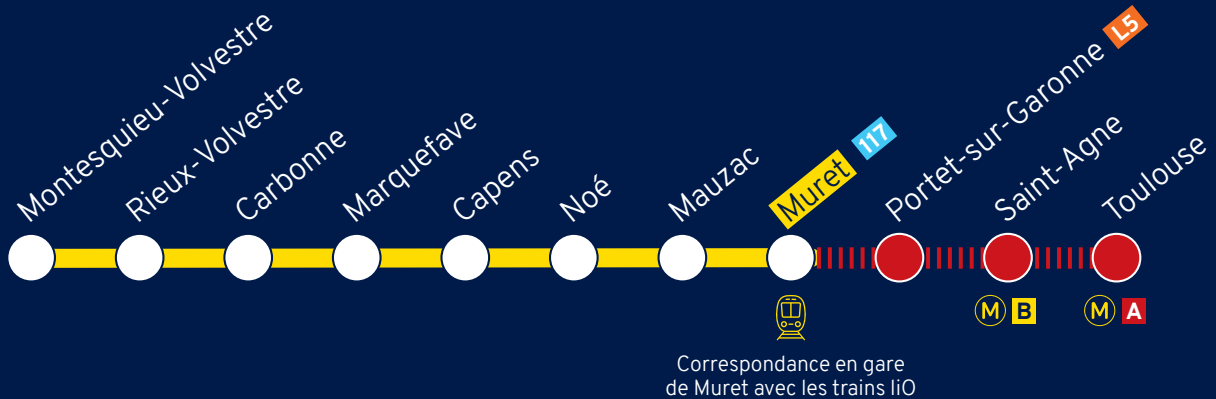 Montesquieu-Volvestre
Rieux-Volvestre
Carbonne
Marquefave
Capens
Noé
Mauzac
Muret 117
Portet-sur-Garonne L5
Saint-Agne
Toulouse
M B
M A
Correspondance en gare
de Muret avec les trains liO